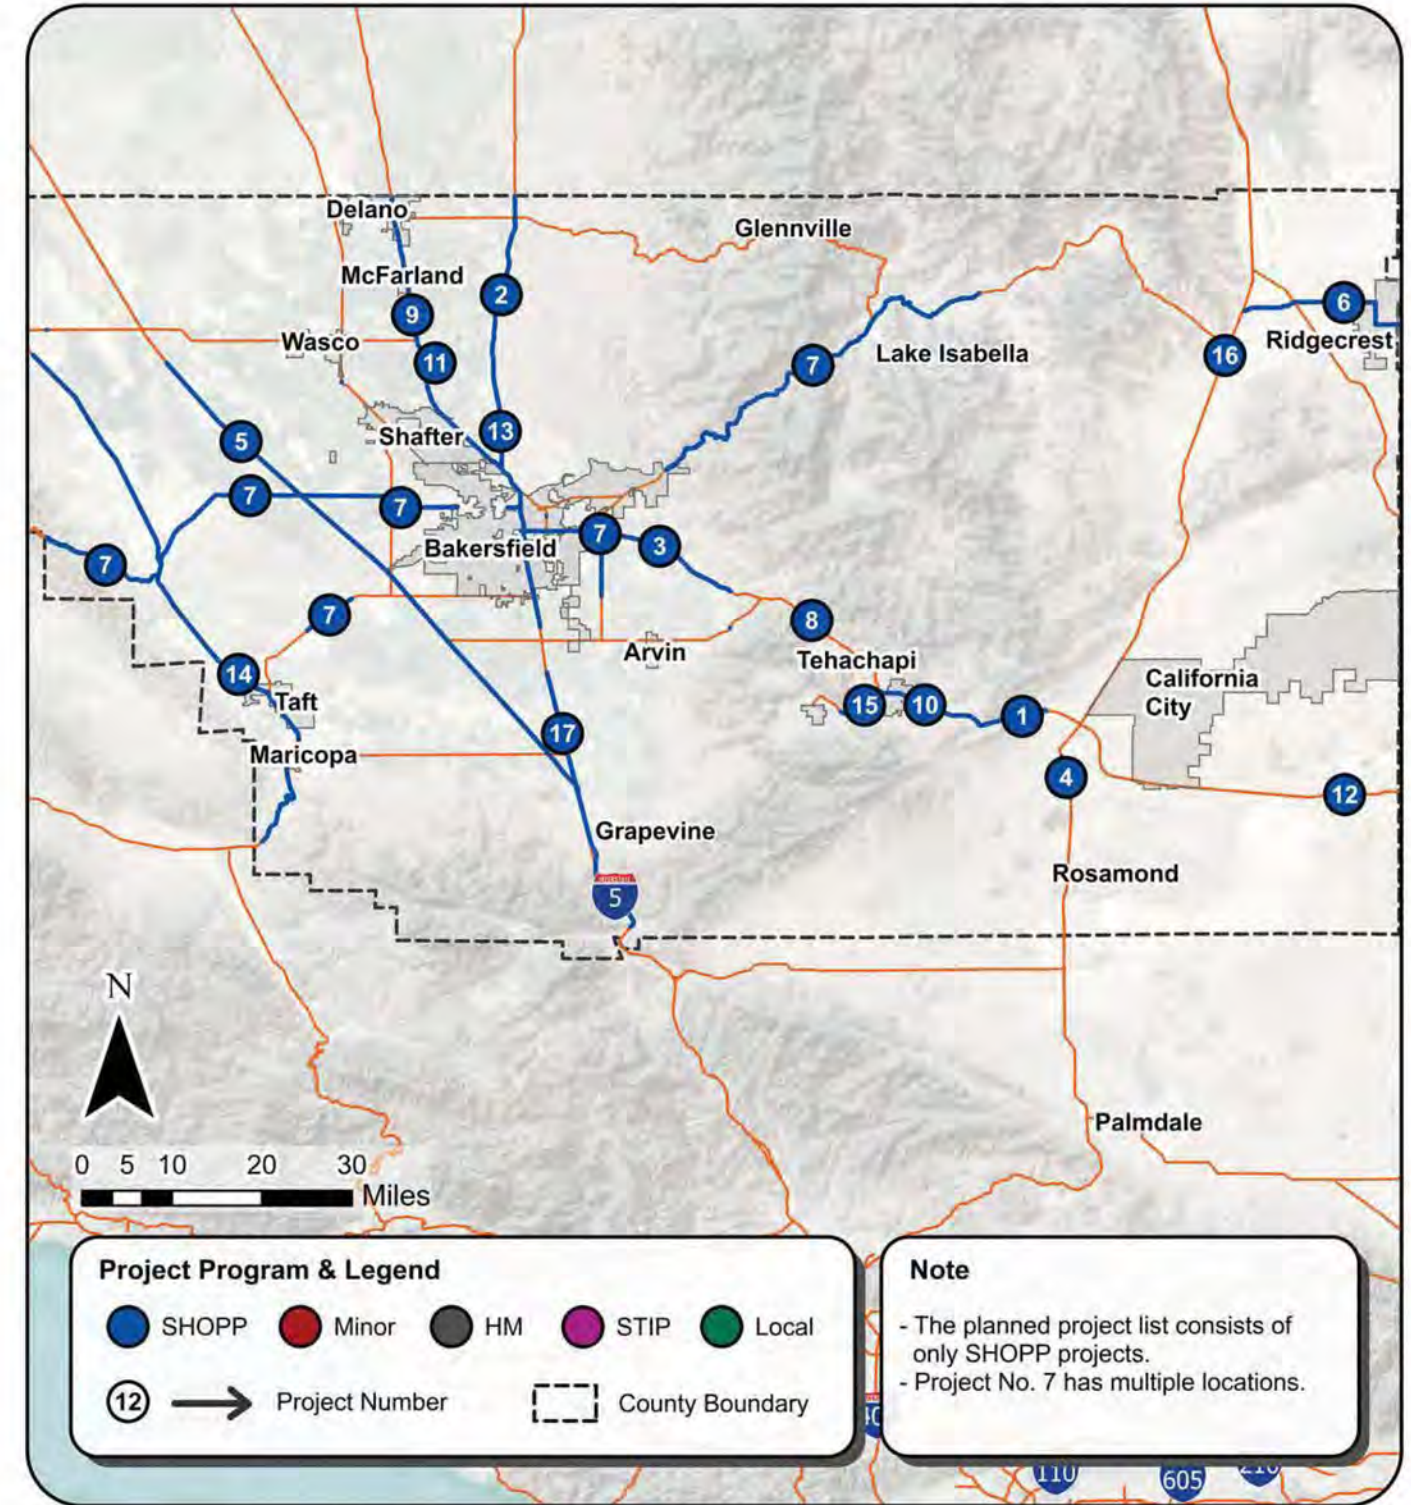 Delano
Glennville
McFarland
2
6
9
Wasco
11
16
Ridgecrest
7
Lake Isabella
5
Shafter
13
7
7
Bakersfield
7
3
7
7
8
Arvin
Tehachapi
14
Taft
15
10
1
California
City
17
Maricopa
4
12
Grapevine
5
Rosamond
N
Palmdale
0 5 10 20 30
Miles
Project Program & Legend
SHOPP Minor HM STIP Local
12 Project Number County Boundary
Note
- The planned project list consists of
only SHOPP projects.
- Project No. 7 has multiple locations.
110
605
210